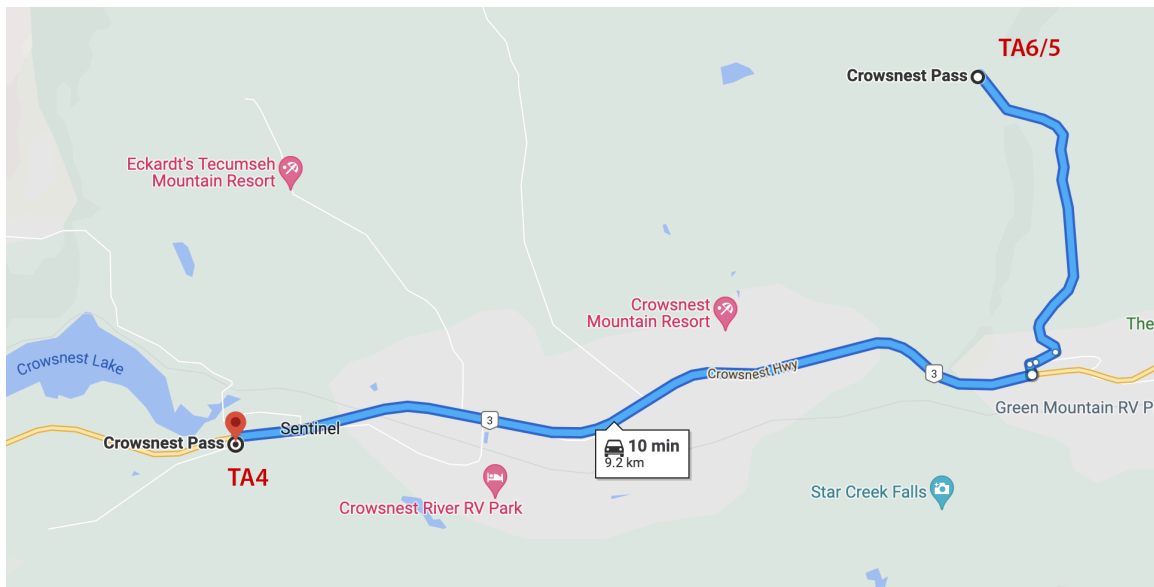 TA6/5
Crowsnest Pass
Eckardt's Tecumseh
Mountain Resort
Crowsnest
Mountain Resort
The
Crowsnest Lake
Crowsnest Hwy
3
Green Mountain RV P
Sentinel
3
Crowsnest Pass
TA4
10 min
9.2 km
Crowsnest River RV Park
Star Creek Falls